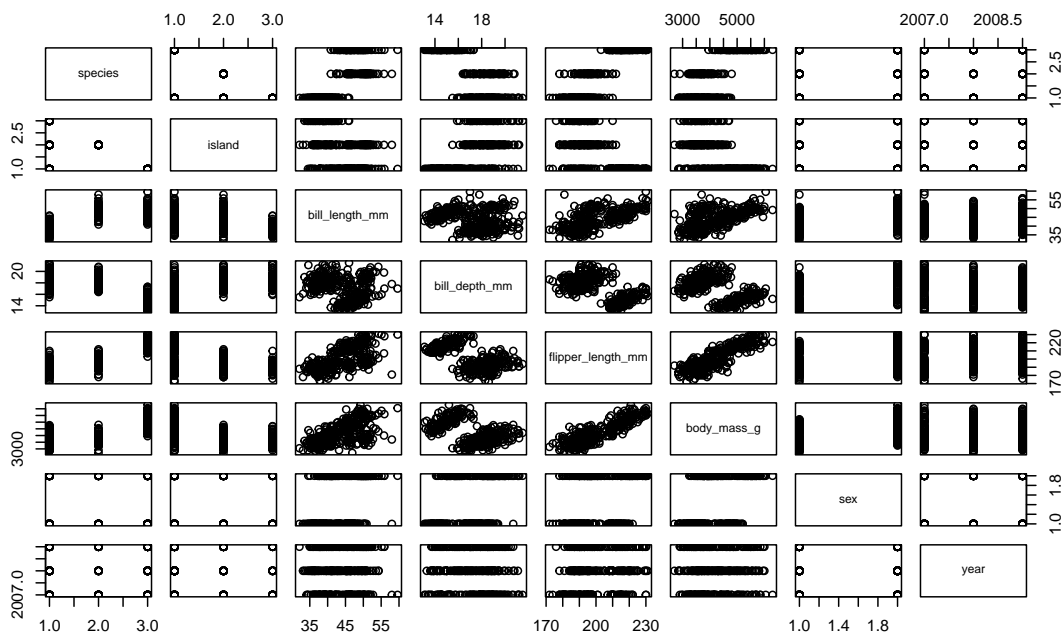 1.0 2.0 3.0 14 18 3000 5000 2007.0 2008.5
species 1.0 2.5
1.0 2.5 island
bill_length_mm 35 55
14 20 bill_depth_mm
flipper_length_mm 170 220
3000 body_mass_g
sex 1.0 1.8
2007.0 year
1.0 2.0 3.0 35 45 55 170 200 230 1.0 1.4 1.8